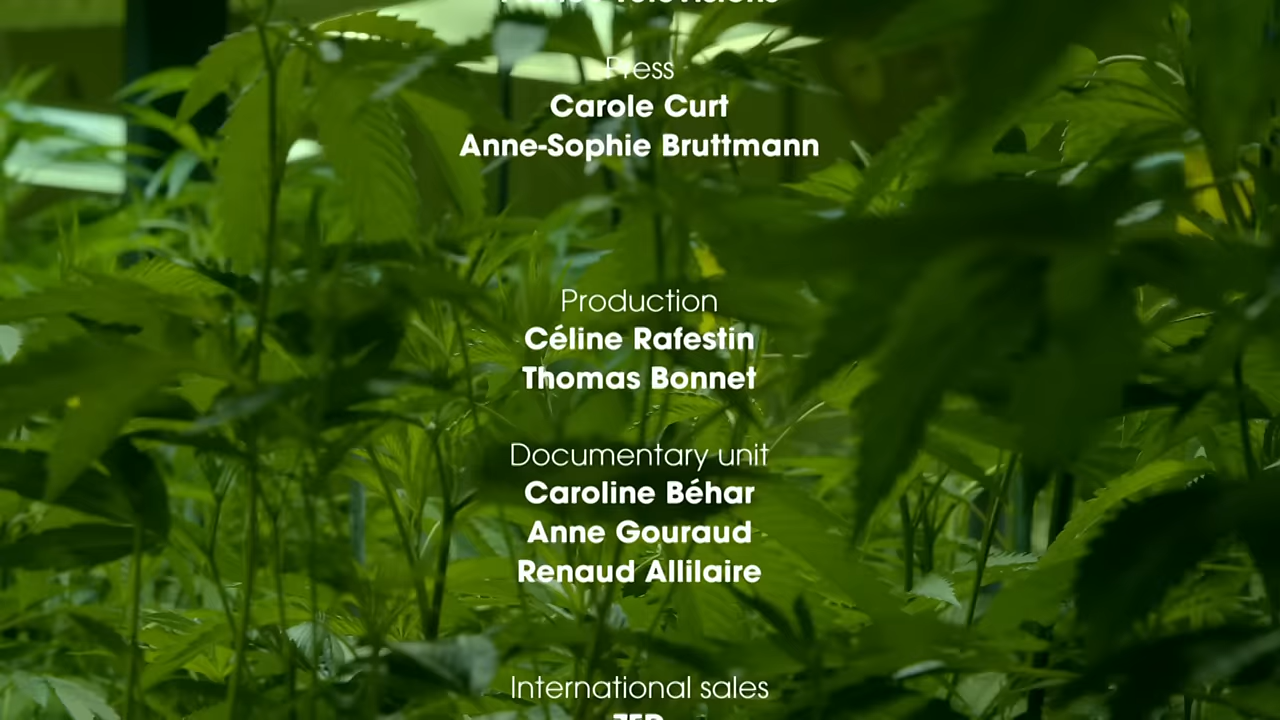 Press
Carole Curt
Anne-Sophie Bruttmann
Production
Céline Rafestin
Thomas Bonnet
Documentary unit
Caroline Béhar
Anne Gouraud
Renaud Allilaire
International sales